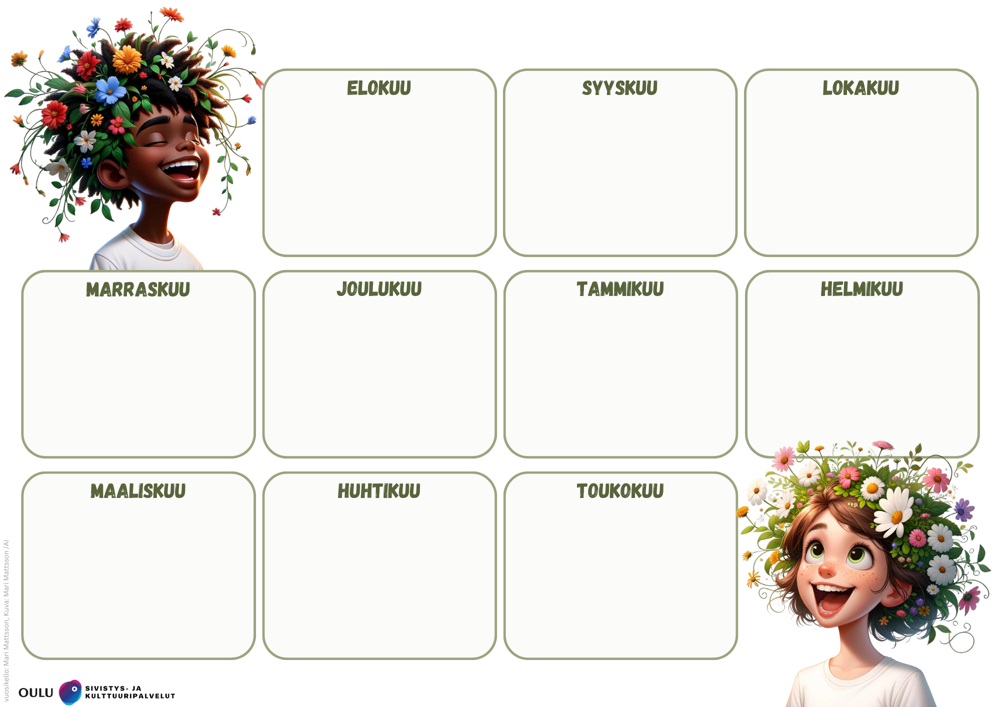 ELOKUU
SYYSKUU
LOKAKUU
MARRASKUU
JOULUKUU
TAMMIKUU
HELMIKUU
MAALISKUU
HUHTIKUU
TOUKOKUU
vuosikello: Mari Mattsson, Kuva: Mari Mattsson /AI
OULU
SIVISTYS- JA
KULTTUURIPALVELUT